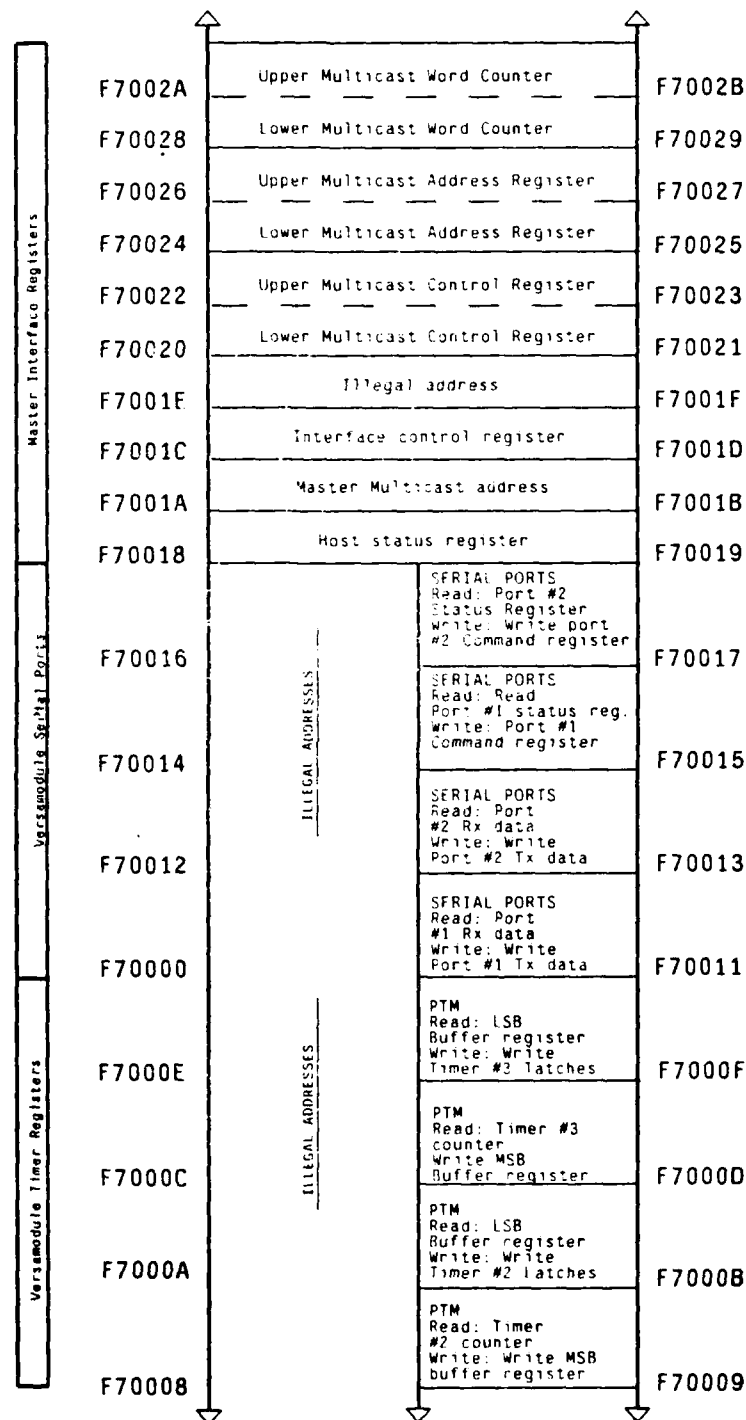 F7002A Upper Multicast Word Counter F7002B
F70028 Lower Multicast Word Counter F70029
F70026 Upper Multicast Address Register F70027
F70024 Lower Multicast Address Register F70025
F70022 Upper Multicast Control Register F70023
F70020 Lower Multicast Control Register F70021
F7001E Illegal address F7001F
F7001C Interface control register F7001D
F7001A Master Multicast address F7001B
F70018 Host status register F70019
Master Interface Registers
SERIAL PORTS
Read: Port #2
Status Register
Write: Write port
#2 Command register
F70016 F70017
SERIAL PORTS
Read: Read
Port #1 status reg.
Write: Port #1
Command register
F70014 F70015
ILLEGAL ADDRESSES
SERIAL PORTS
Read: Port
#2 Rx data
Write: Write
Port #2 Tx data
F70012 F70013
SERIAL PORTS
Read: Port
#1 Rx data
Write: Write
Port #1 Tx data
F70000 F70011
Versamodule Serial Ports
PTM
Read: LSB
Buffer register
Write: Write
Timer #3 latches
F7000E F7000F
ILLEGAL ADDRESSES
PTM
Read: Timer #3
counter
Write MSB
Buffer register
F7000C F7000D
PTM
Read: LSB
Buffer register
Write: Write
Timer #2 latches
F7000A F7000B
PTM
Read: Timer
#2 counter
Write: Write MSB
buffer register
F70008 F70009
Versamodule Timer Registers